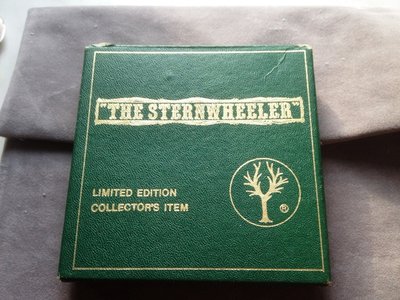 "THE STERNWHEELER"
LIMITED EDITION
COLLECTOR'S ITEM
®